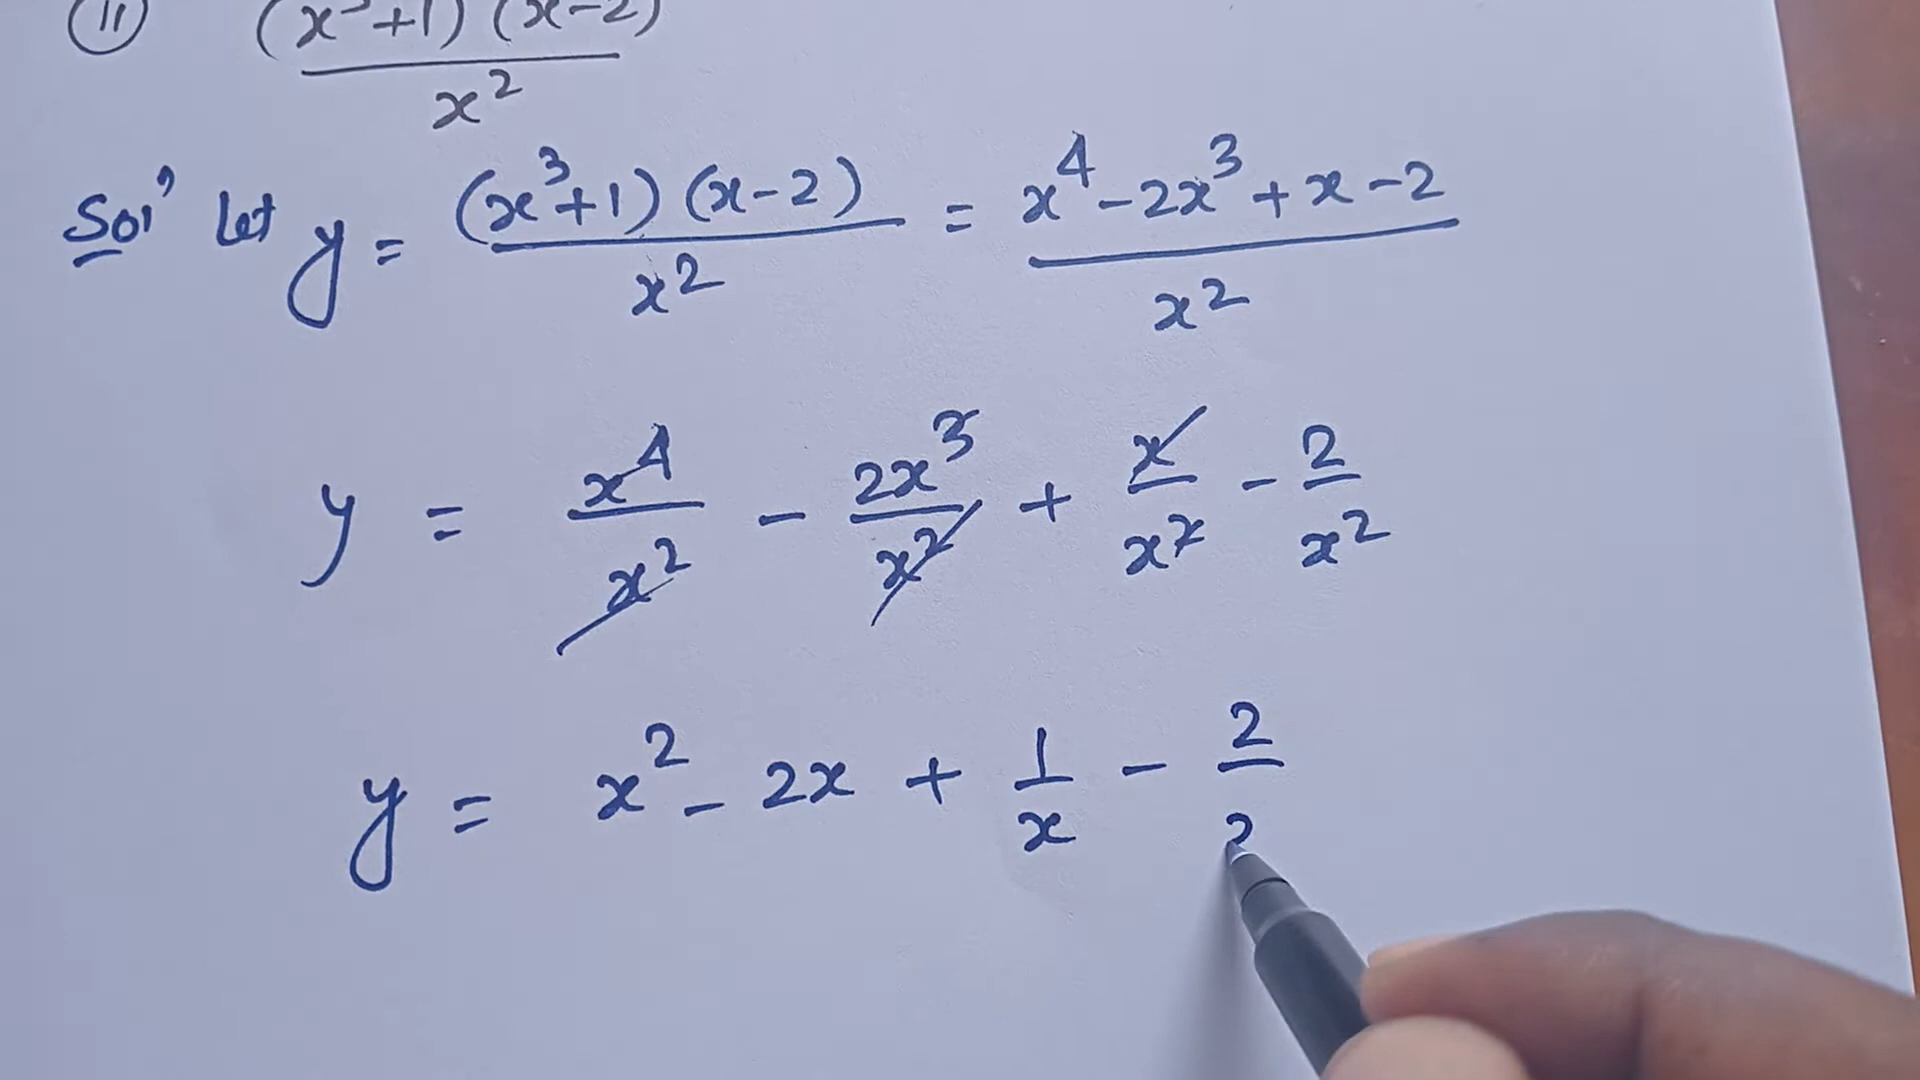 (ii) (x³+1)(x-2) / x²
Sol' Let y = (x³+1)(x-2) / x² = x⁴-2x³+x-2 / x²
y = x⁴/x² - 2x³/x² + x/x² - 2/x²
y = x² - 2x + 1/x - 2/